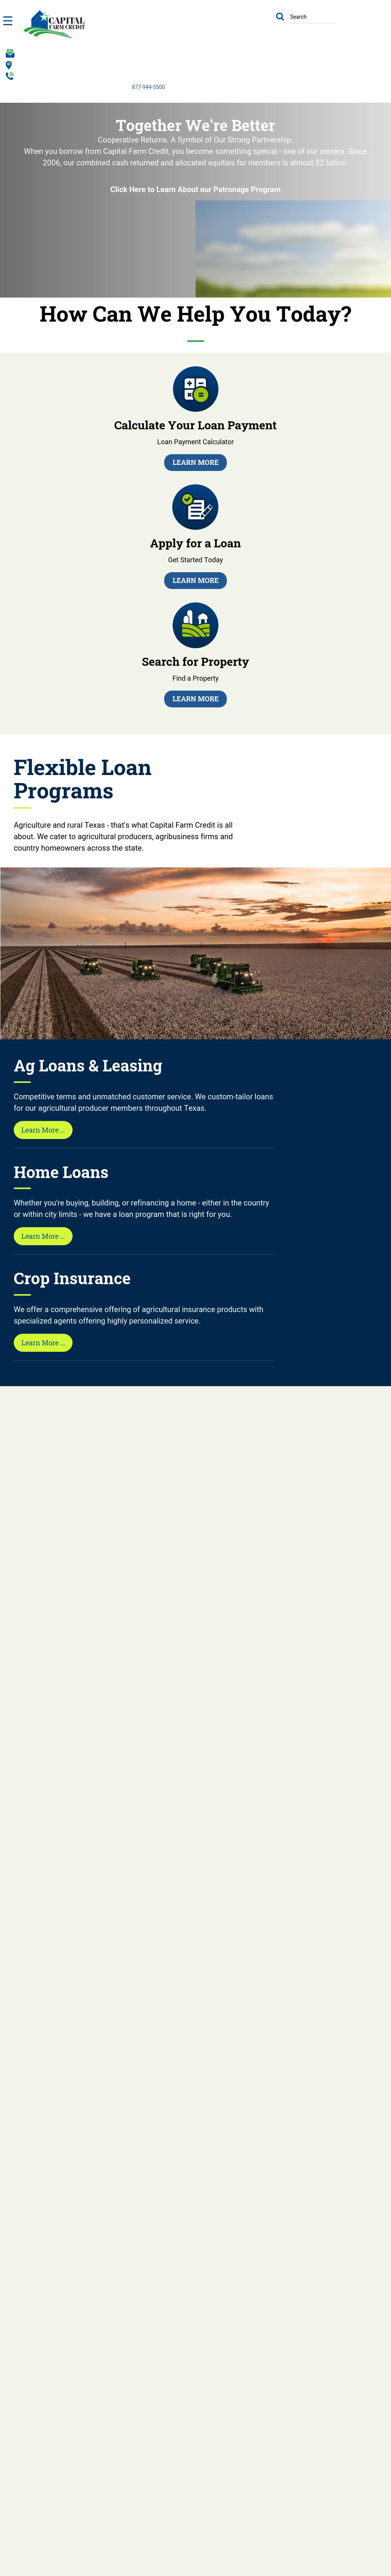 CAPITAL
FARM CREDIT
Search
877-944-5500
Together We're Better
Cooperative Returns. A Symbol of Our Strong Partnership.
When you borrow from Capital Farm Credit, you become something special - one of our owners. Since
2006, our combined cash returned and allocated equities for members is almost $2 billion.
Click Here to Learn About our Patronage Program
How Can We Help You Today?
Calculate Your Loan Payment
Loan Payment Calculator
LEARN MORE
Apply for a Loan
Get Started Today
LEARN MORE
Search for Property
Find a Property
LEARN MORE
Flexible Loan
Programs
Agriculture and rural Texas - that's what Capital Farm Credit is all
about. We cater to agricultural producers, agribusiness firms and
country homeowners across the state.
Ag Loans & Leasing
Competitive terms and unmatched customer service. We custom-tailor loans
for our agricultural producer members throughout Texas.
Learn More ...
Home Loans
Whether you're buying, building, or refinancing a home - either in the country
or within city limits - we have a loan program that is right for you.
Learn More ...
Crop Insurance
We offer a comprehensive offering of agricultural insurance products with
specialized agents offering highly personalized service.
Learn More ...